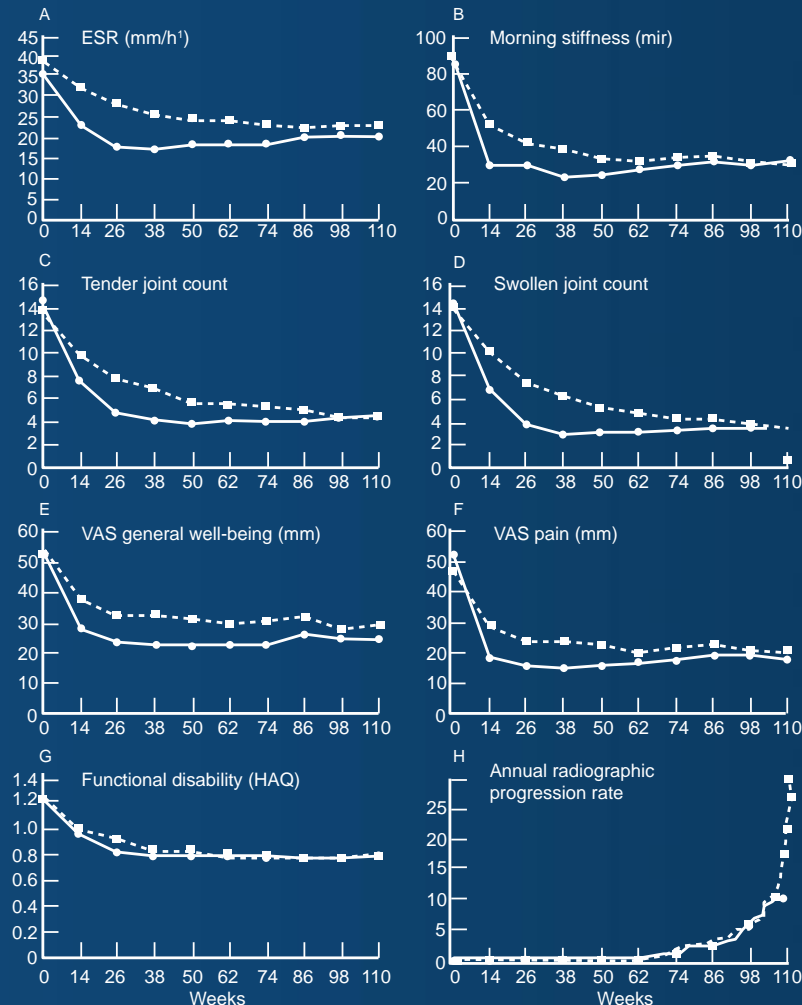 A
ESR (mm/h¹)
45
40
35
30
25
20
15
10
5
0
0 14 26 38 50 62 74 86 98 110
B
Morning stiffness (mir)
100
80
60
40
20
0
0 14 26 38 50 62 74 86 98 110
C
Tender joint count
16
14
12
10
8
6
4
2
0
0 14 26 38 50 62 74 86 98 110
D
Swollen joint count
16
14
12
10
8
6
4
2
0
0 14 26 38 50 62 74 86 98 110
E
VAS general well-being (mm)
60
50
40
30
20
10
0
0 14 26 38 50 62 74 86 98 110
F
VAS pain (mm)
60
50
40
30
20
10
0
0 14 26 38 50 62 74 86 98 110
G
Functional disability (HAQ)
1.4
1.2
1.0
0.8
0.6
0.4
0.2
0
0 14 26 38 50 62 74 86 98 110
Weeks
H
Annual radiographic
progression rate
25
20
15
10
5
0
0 14 26 38 50 62 74 86 98 110
Weeks